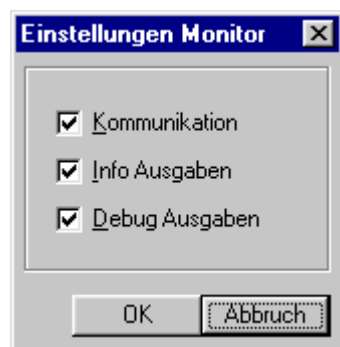 Einstellungen Monitor
Kommunikation
Info Ausgaben
Debug Ausgaben
OK Abbruch